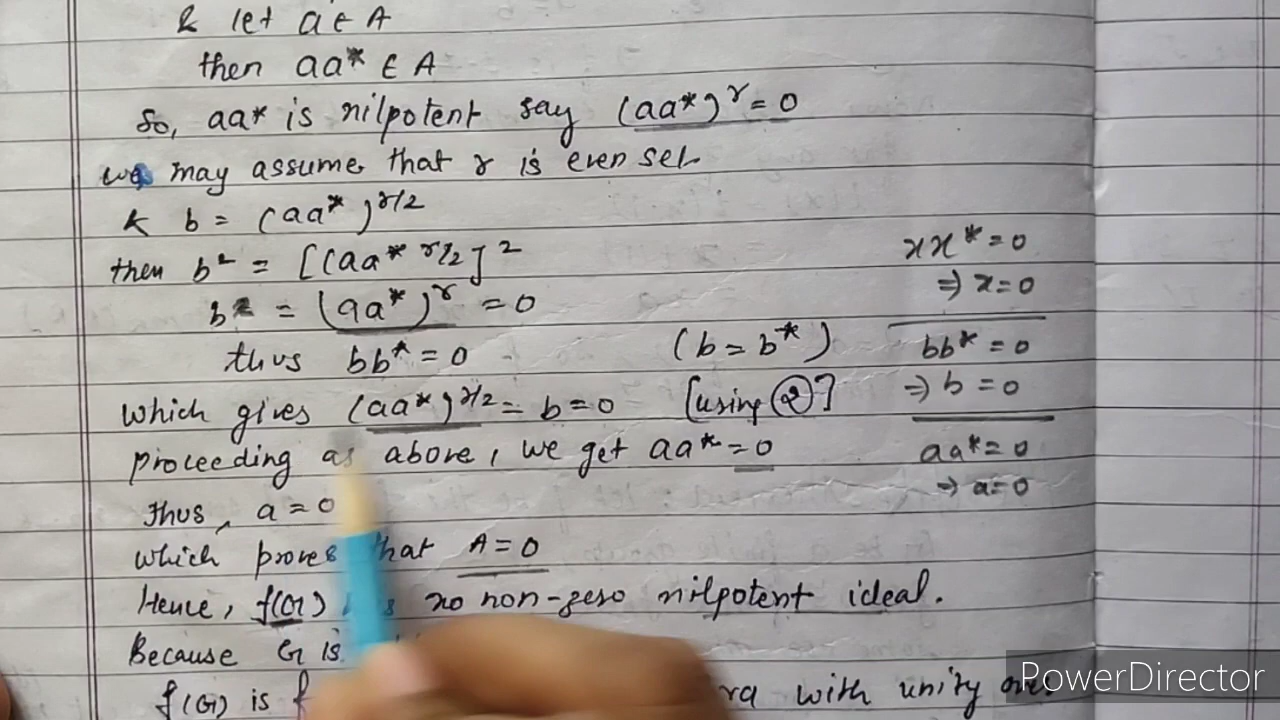 & let a ∈ A
then aa* ∈ A
So, aa* is nilpotent say (aa*)^r = 0
we may assume that r is even set
& b = (aa*)^r/2
then b² = [(aa* ^r/2]²
b² = (aa*)^r = 0
thus bb* = 0 (b = b*)
which gives (aa*)^r/2 = b = 0 [using ②]
proceeding as above, we get aa* = 0
Thus, a = 0
which proves that A = 0
Hence, f(G) no non-zero nilpotent ideal.
Because G is
f(G) is with unity
xx* = 0
⇒ x = 0
bb* = 0
⇒ b = 0
aa* = 0
⇒ a = 0
PowerDirector